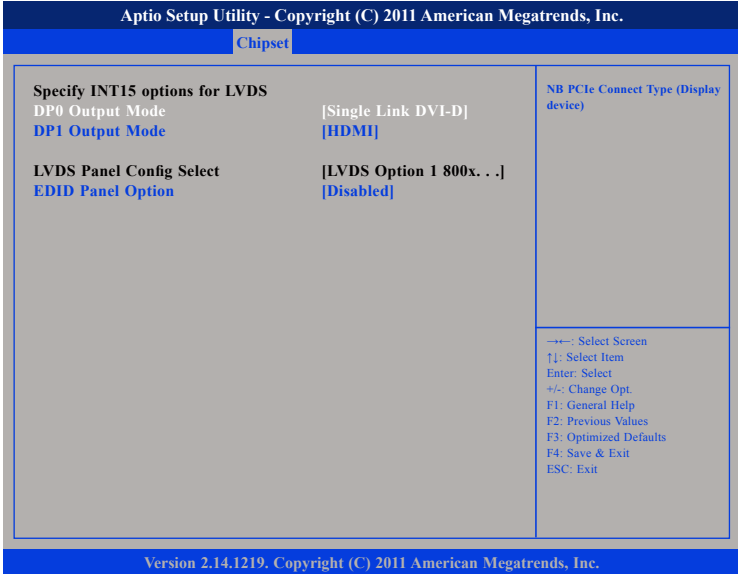 Aptio Setup Utility - Copyright (C) 2011 American Megatrends, Inc.
Chipset
Specify INT15 options for LVDS
DP0 Output Mode [Single Link DVI-D]
DP1 Output Mode [HDMI]
LVDS Panel Config Select [LVDS Option 1 800x. . .]
EDID Panel Option [Disabled]
NB PCIe Connect Type (Display
device)
→←: Select Screen
↑↓: Select Item
Enter: Select
+/-: Change Opt.
F1: General Help
F2: Previous Values
F3: Optimized Defaults
F4: Save & Exit
ESC: Exit
Version 2.14.1219. Copyright (C) 2011 American Megatrends, Inc.